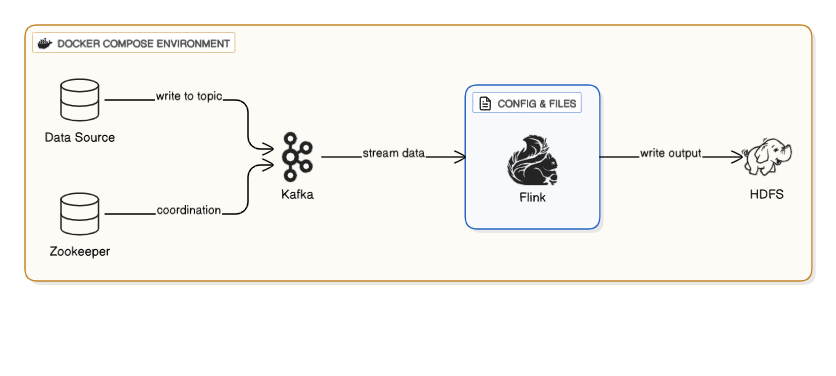 DOCKER COMPOSE ENVIRONMENT
write to topic
Data Source
CONFIG & FILES
stream data
write output
Kafka
Flink
HDFS
coordination
Zookeeper